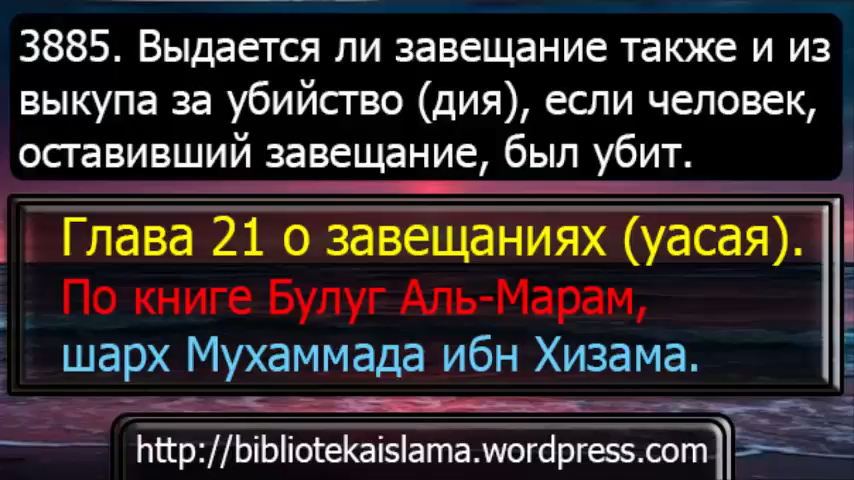 3885. Выдается ли завещание также и из
выкупа за убийство (дия), если человек,
оставивший завещание, был убит.
Глава 21 о завещаниях (уасая).
По книге Булуг Аль-Марам,
шарх Мухаммада ибн Хизама.
http://bibliotekaislama.wordpress.com